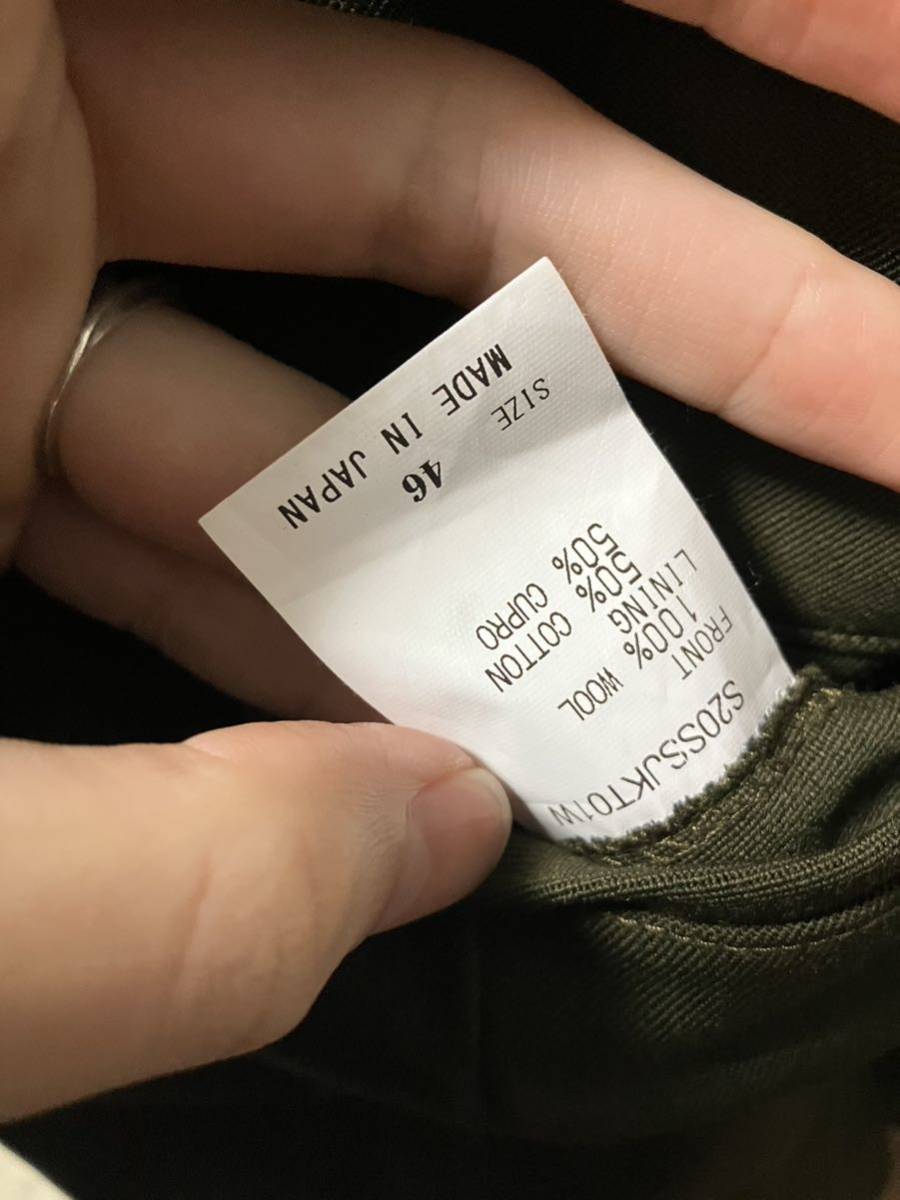 S20SSJKT01W
FRONT
100% WOOL
LINING
50% COTTON
50% CUPRO
SIZE
46
MADE IN JAPAN